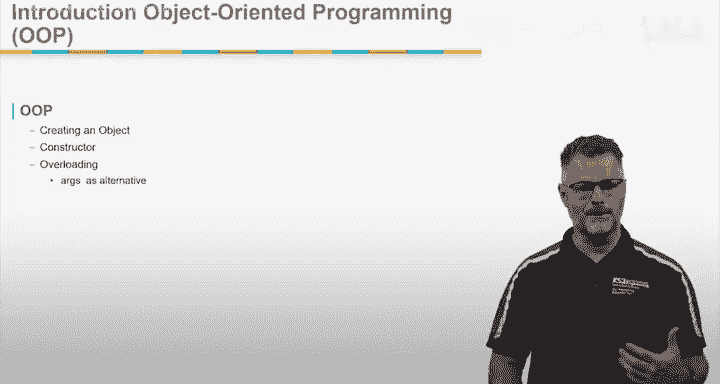 Introduction Object-Oriented Programming
(OOP)
OOP
– Creating an Object
– Constructor
– Overloading
• args as alternative